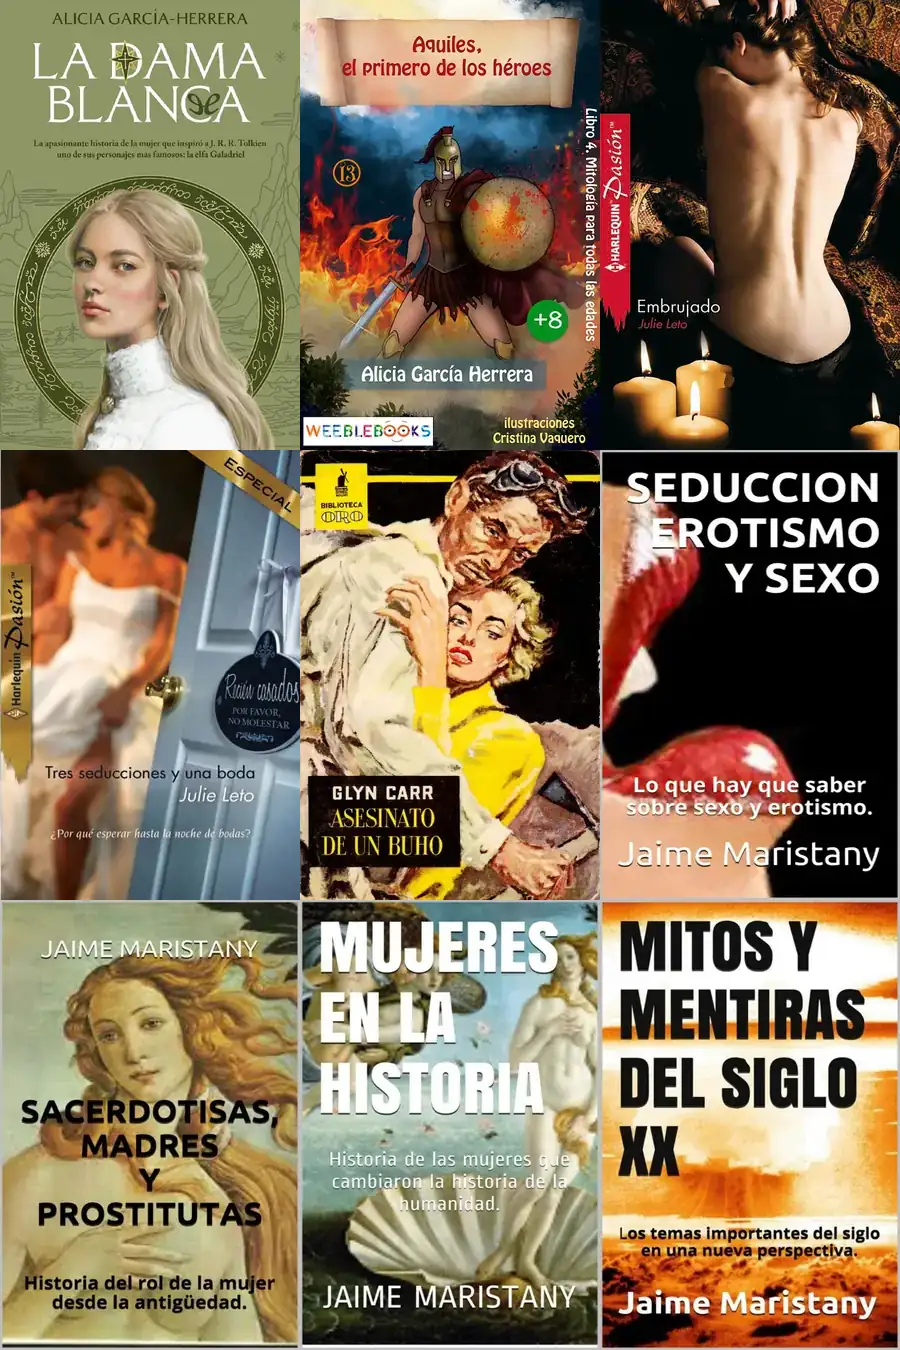 ALICIA GARCÍA-HERRERA
LA DAMA
BLANCA
La apasionante historia de la mujer que inspiró a J. R. R. Tolkien
uno de sus personajes mas famosos: la elfa Galadriel
Aquiles,
el primero de los héroes
13
Libro 4. Mitología para todas las edades
+8
Alicia García Herrera
WEEBLEBOOKS
ilustraciones
Cristina Vaquero
HARLEQUIN™ Pasión™
Embrujado
Julie Leto
ESPECIAL
Harlequin Pasión™
Recién casados
POR FAVOR,
NO MOLESTAR
Tres seducciones y una boda
Julie Leto
¿Por qué esperar hasta la noche de bodas?
BIBLIOTECA
ORO
GLYN CARR
ASESINATO
DE UN BUHO
SEDUCCION
EROTISMO
Y SEXO
Lo que hay que saber
sobre sexo y erotismo.
Jaime Maristany
JAIME MARISTANY
SACERDOTISAS,
MADRES
Y
PROSTITUTAS
Historia del rol de la mujer
desde la antigüedad.
MUJERES
EN LA
HISTORIA
Historia de las mujeres que
cambiaron la historia de la
humanidad.
JAIME MARISTANY
MITOS Y
MENTIRAS
DEL SIGLO
XX
Los temas importantes del siglo
en una nueva perspectiva.
Jaime Maristany